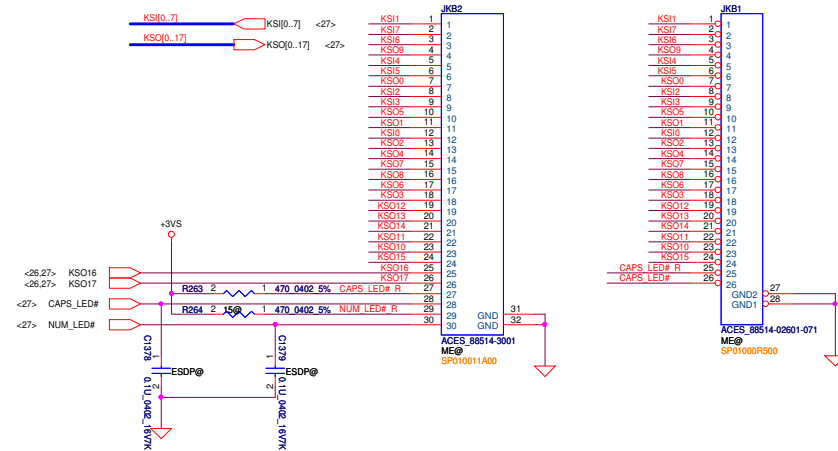 JKB2
JKB1
KSI[0..7]
KSI[0..7] <27>
KSO[0..17]
KSO[0..17] <27>
KSI1 1 1
KSI7 2 2
KSI6 3 3
KSO9 4 4
KSI4 5 5
KSI5 6 6
KSO0 7 7
KSI2 8 8
KSI3 9 9
KSO5 10 10
KSO1 11 11
KSI0 12 12
KSO2 13 13
KSO4 14 14
KSO7 15 15
KSO8 16 16
KSO6 17 17
KSO3 18 18
KSO12 19 19
KSO13 20 20
KSO14 21 21
KSO11 22 22
KSO10 23 23
KSO15 24 24
KSO16 25 25
KSO17 26 26
27 27
28 28
29 29
30 30
+3VS
<26,27> KSO16
<26,27> KSO17
R263 2 1 470_0402_5% CAPS_LED#_R
<27> CAPS_LED#
R264 2 15@ 1 470_0402_5% NUM_LED#_R
<27> NUM_LED#
GND 31
GND 32
ACES_88514-3001
ME@
SP010011A00
C1378
1
2
ESDP@
0.1U_0402_16V7K
C1379
1
2
ESDP@
0.1U_0402_16V7K
KSI1 1 1
KSI7 2 2
KSI6 3 3
KSO9 4 4
KSI4 5 5
KSI5 6 6
KSO0 7 7
KSI2 8 8
KSI3 9 9
KSO5 10 10
KSO1 11 11
KSI0 12 12
KSO2 13 13
KSO4 14 14
KSO7 15 15
KSO8 16 16
KSO6 17 17
KSO3 18 18
KSO12 19 19
KSO13 20 20
KSO14 21 21
KSO11 22 22
KSO10 23 23
KSO15 24 24
CAPS_LED#_R 25 25
CAPS_LED# 26 26
GND2 27
GND1 28
ACES_88514-02601-071
ME@
SP01000R500